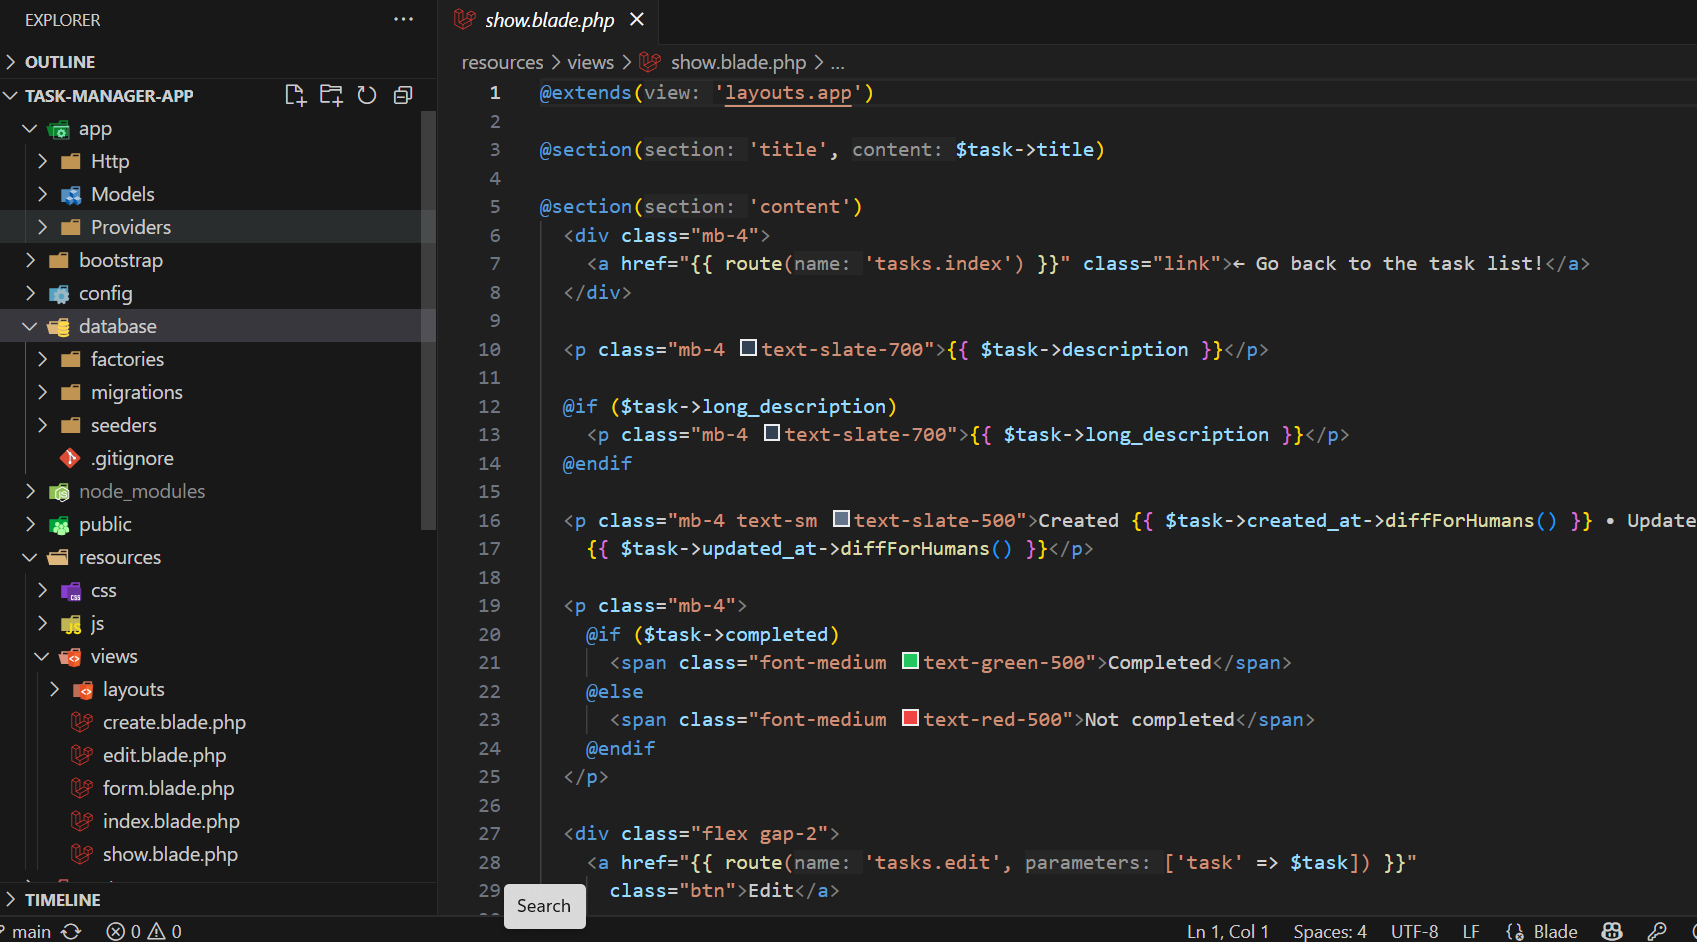 EXPLORER
OUTLINE
TASK-MANAGER-APP
app
Http
Models
Providers
bootstrap
config
database
factories
migrations
seeders
.gitignore
node_modules
public
resources
css
js
views
layouts
create.blade.php
edit.blade.php
form.blade.php
index.blade.php
show.blade.php
TIMELINE
show.blade.php
resources > views > show.blade.php > ...
1 @extends(view: 'layouts.app')
2
3 @section(section: 'title', content: $task->title)
4
5 @section(section: 'content')
6 <div class="mb-4">
7 <a href="{{ route(name: 'tasks.index') }}" class="link">← Go back to the task list!</a>
8 </div>
9
10 <p class="mb-4 text-slate-700">{{ $task->description }}</p>
11
12 @if ($task->long_description)
13 <p class="mb-4 text-slate-700">{{ $task->long_description }}</p>
14 @endif
15
16 <p class="mb-4 text-sm text-slate-500">Created {{ $task->created_at->diffForHumans() }} • Update
17 {{ $task->updated_at->diffForHumans() }}</p>
18
19 <p class="mb-4">
20 @if ($task->completed)
21 <span class="font-medium text-green-500">Completed</span>
22 @else
23 <span class="font-medium text-red-500">Not completed</span>
24 @endif
25 </p>
26
27 <div class="flex gap-2">
28 <a href="{{ route(name: 'tasks.edit', parameters: ['task' => $task]) }}"
29 class="btn">Edit</a>
Search
main 0 0 Ln 1, Col 1 Spaces: 4 UTF-8 LF Blade